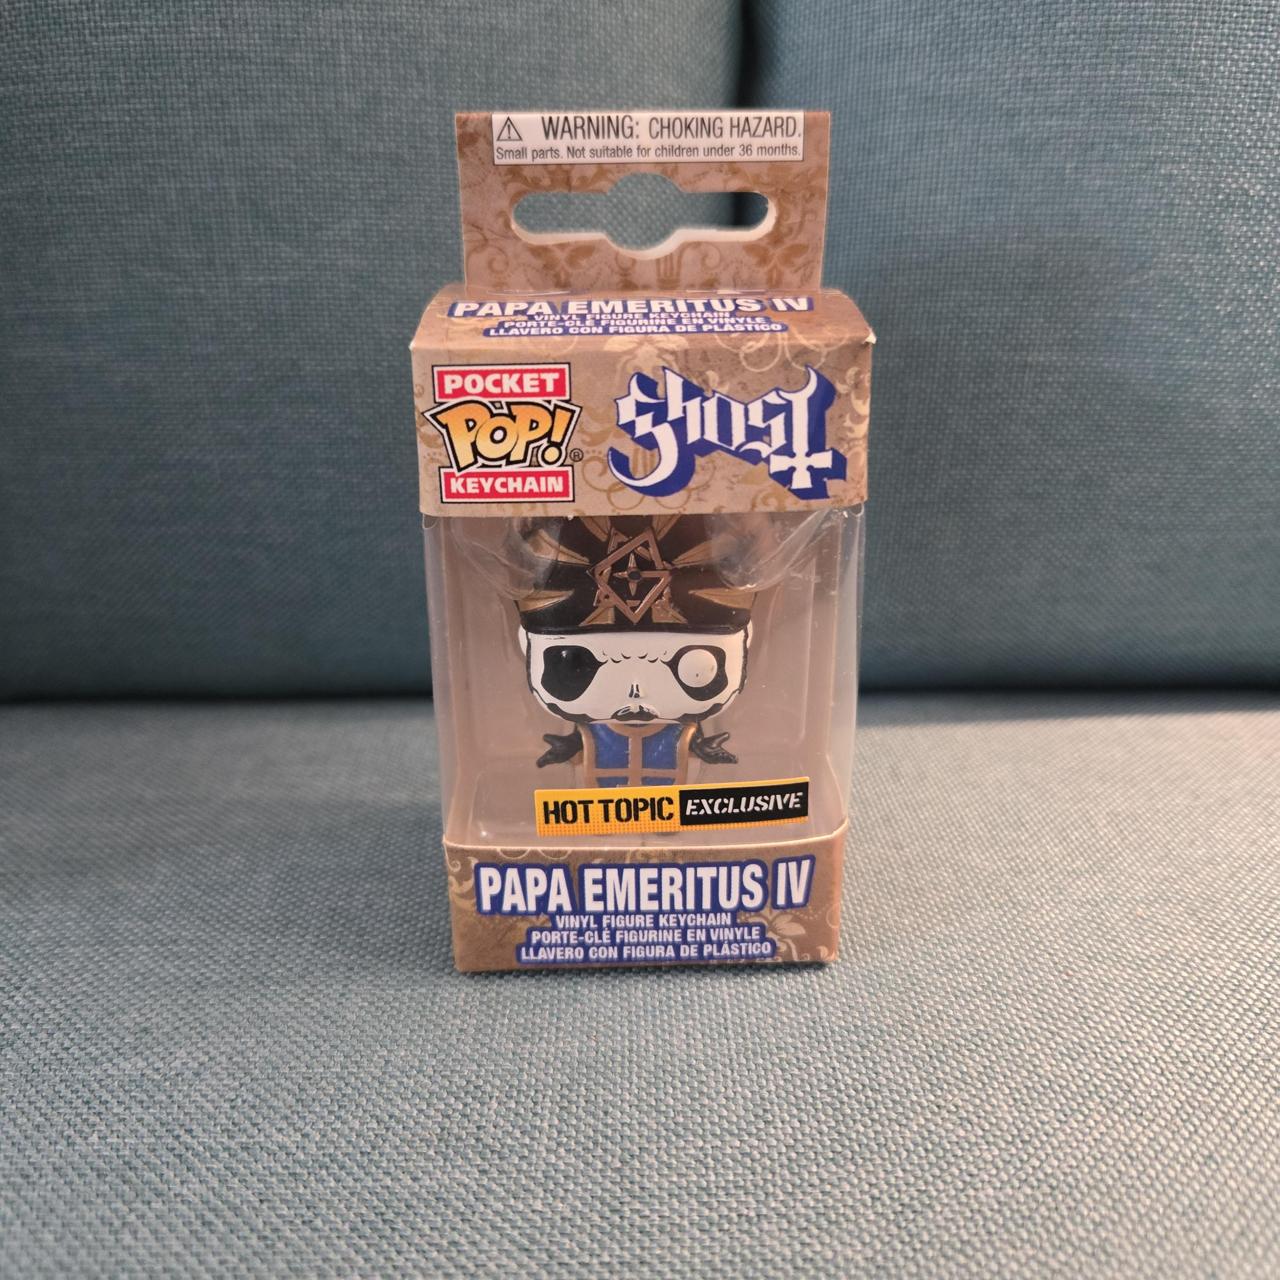 WARNING: CHOKING HAZARD.
Small parts. Not suitable for children under 36 months.
PAPA EMERITUS IV
VINYL FIGURE KEYCHAIN
PORTE-CLÉ FIGURINE EN VINYLE
LLAVERO CON FIGURA DE PLÁSTICO
POCKET
POP!®
KEYCHAIN
Ghost
HOT TOPIC EXCLUSIVE
PAPA EMERITUS IV
VINYL FIGURE KEYCHAIN
PORTE-CLÉ FIGURINE EN VINYLE
LLAVERO CON FIGURA DE PLÁSTICO